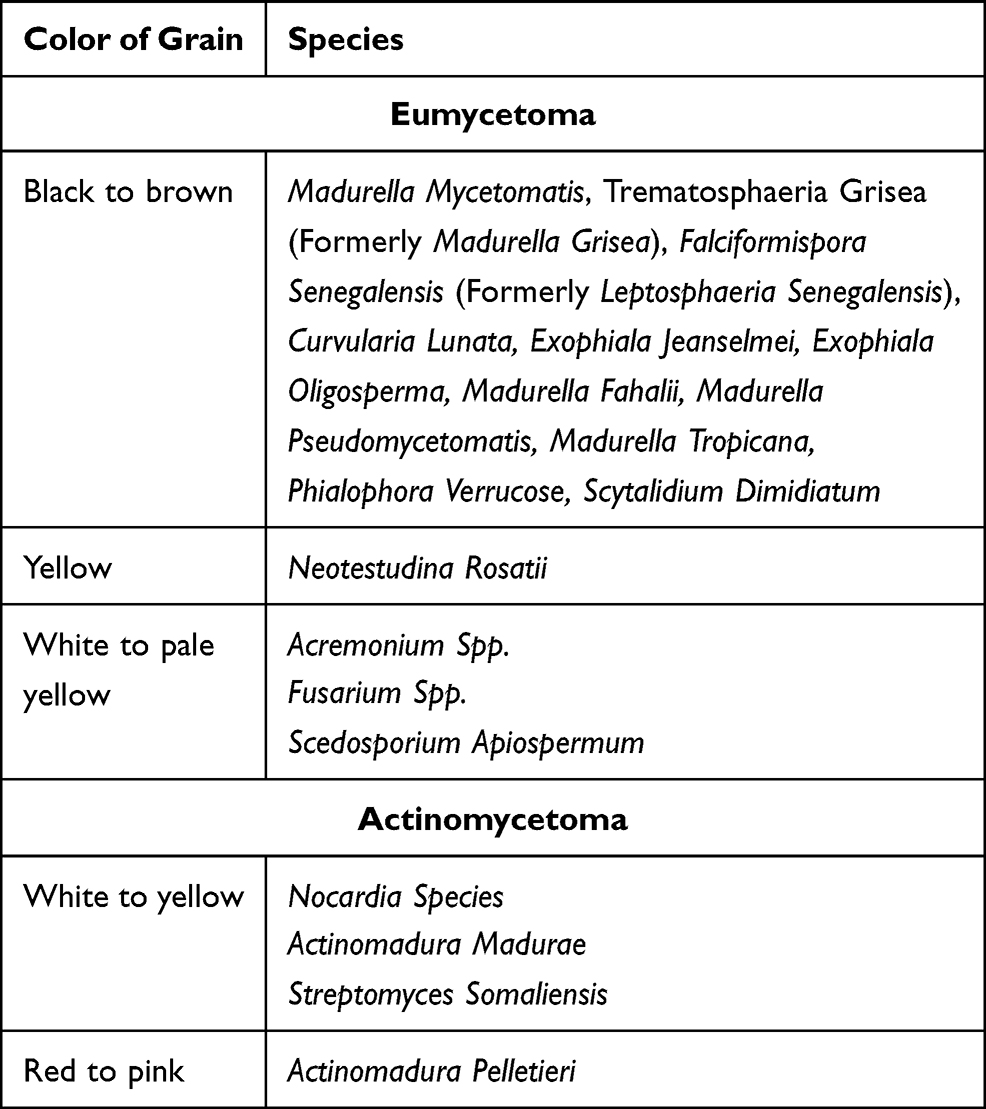 Color of Grain Species
Eumycetoma
Black to brown Madurella Mycetomatis, Trematosphaeria Grisea
(Formerly Madurella Grisea), Falciformispora
Senegalensis (Formerly Leptosphaeria Senegalensis),
Curvularia Lunata, Exophiala Jeanselmei, Exophiala
Oligosperma, Madurella Fahalii, Madurella
Pseudomycetomatis, Madurella Tropicana,
Phialophora Verrucose, Scytalidium Dimidiatum
Yellow Neotestudina Rosatii
White to pale Acremonium Spp.
yellow Fusarium Spp.
Scedosporium Apiospermum
Actinomycetoma
White to yellow Nocardia Species
Actinomadura Madurae
Streptomyces Somaliensis
Red to pink Actinomadura Pelletieri